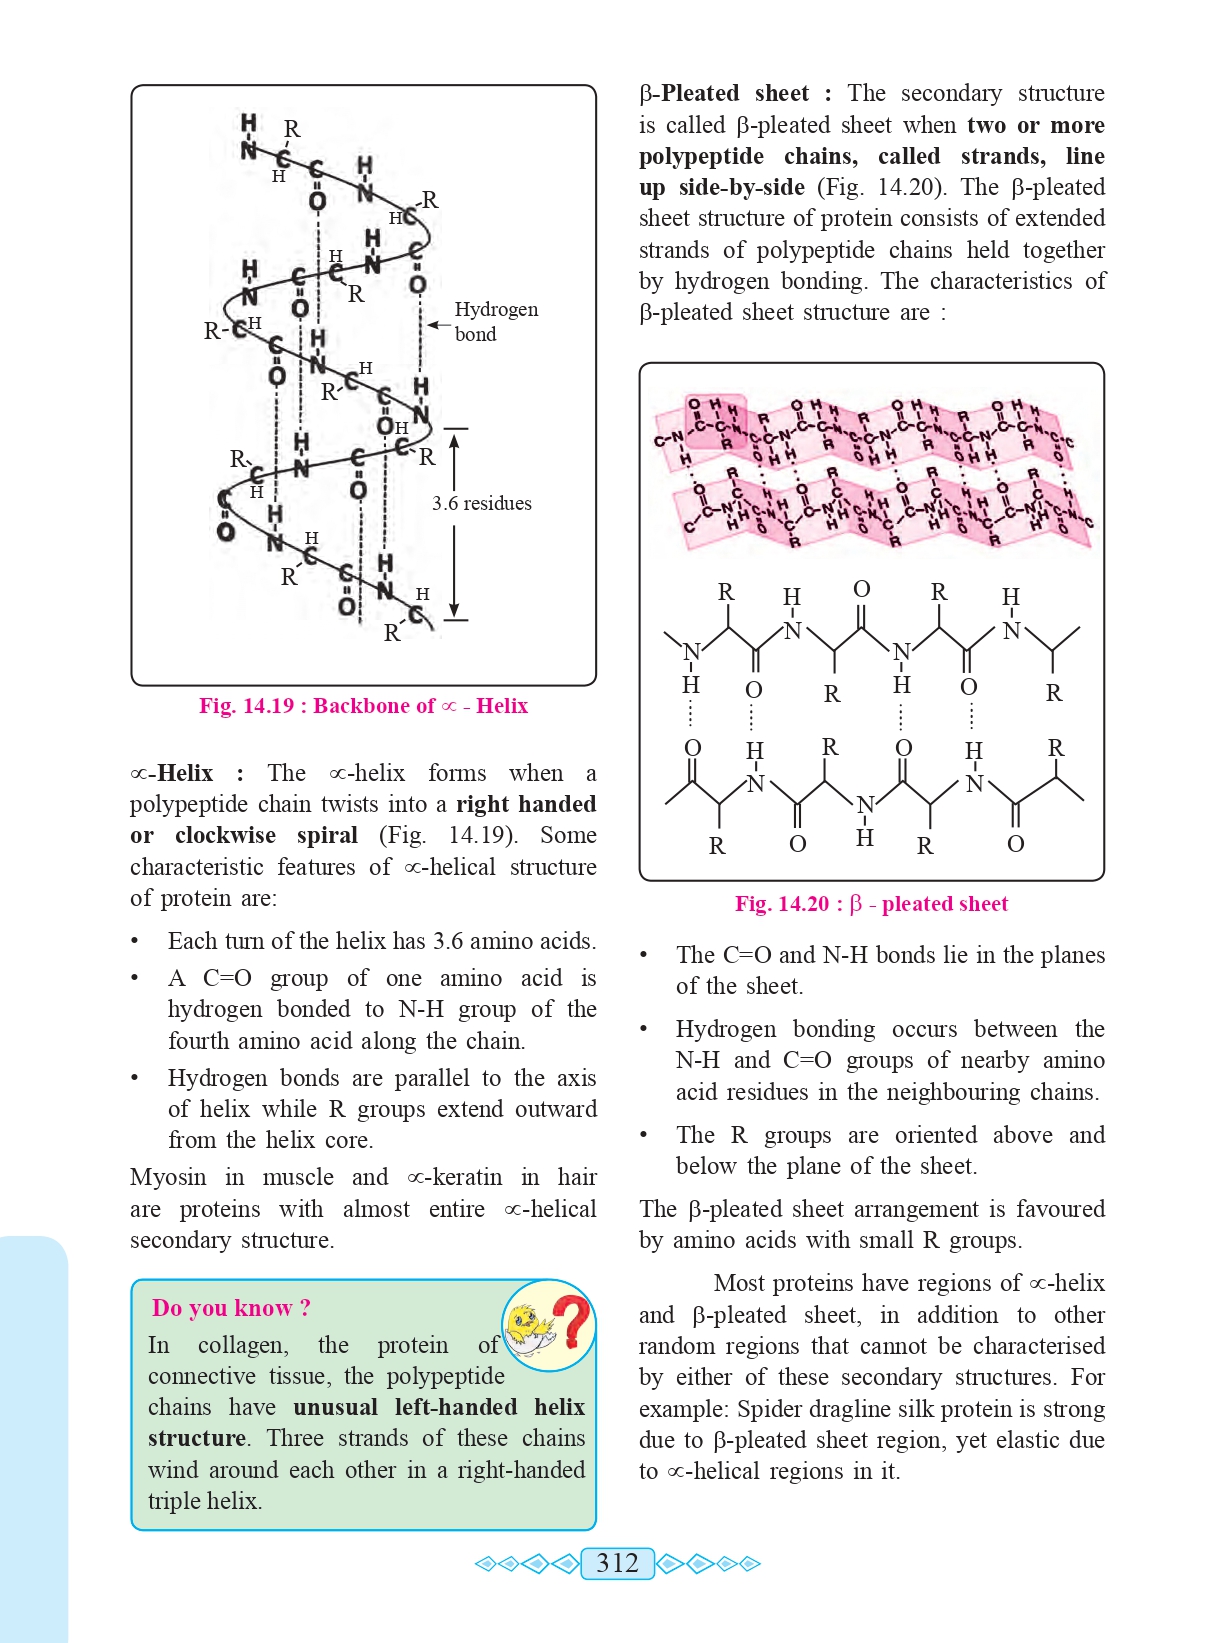 Hydrogen
bond
3.6 residues
Fig. 14.19 : Backbone of ∝ - Helix
∝-Helix : The ∝-helix forms when a
polypeptide chain twists into a right handed
or clockwise spiral (Fig. 14.19). Some
characteristic features of ∝-helical structure
of protein are:
• Each turn of the helix has 3.6 amino acids.
• A C=O group of one amino acid is
hydrogen bonded to N-H group of the
fourth amino acid along the chain.
• Hydrogen bonds are parallel to the axis
of helix while R groups extend outward
from the helix core.
Myosin in muscle and ∝-keratin in hair
are proteins with almost entire ∝-helical
secondary structure.
Do you know ?
In collagen, the protein of
connective tissue, the polypeptide
chains have unusual left-handed helix
structure. Three strands of these chains
wind around each other in a right-handed
triple helix.
β-Pleated sheet : The secondary structure
is called β-pleated sheet when two or more
polypeptide chains, called strands, line
up side-by-side (Fig. 14.20). The β-pleated
sheet structure of protein consists of extended
strands of polypeptide chains held together
by hydrogen bonding. The characteristics of
β-pleated sheet structure are :
R H O R H
N N N N
H O R H O R
O H R O H R
N N N
R O H R O
Fig. 14.20 : β - pleated sheet
• The C=O and N-H bonds lie in the planes
of the sheet.
• Hydrogen bonding occurs between the
N-H and C=O groups of nearby amino
acid residues in the neighbouring chains.
• The R groups are oriented above and
below the plane of the sheet.
The β-pleated sheet arrangement is favoured
by amino acids with small R groups.
Most proteins have regions of ∝-helix
and β-pleated sheet, in addition to other
random regions that cannot be characterised
by either of these secondary structures. For
example: Spider dragline silk protein is strong
due to β-pleated sheet region, yet elastic due
to ∝-helical regions in it.
312